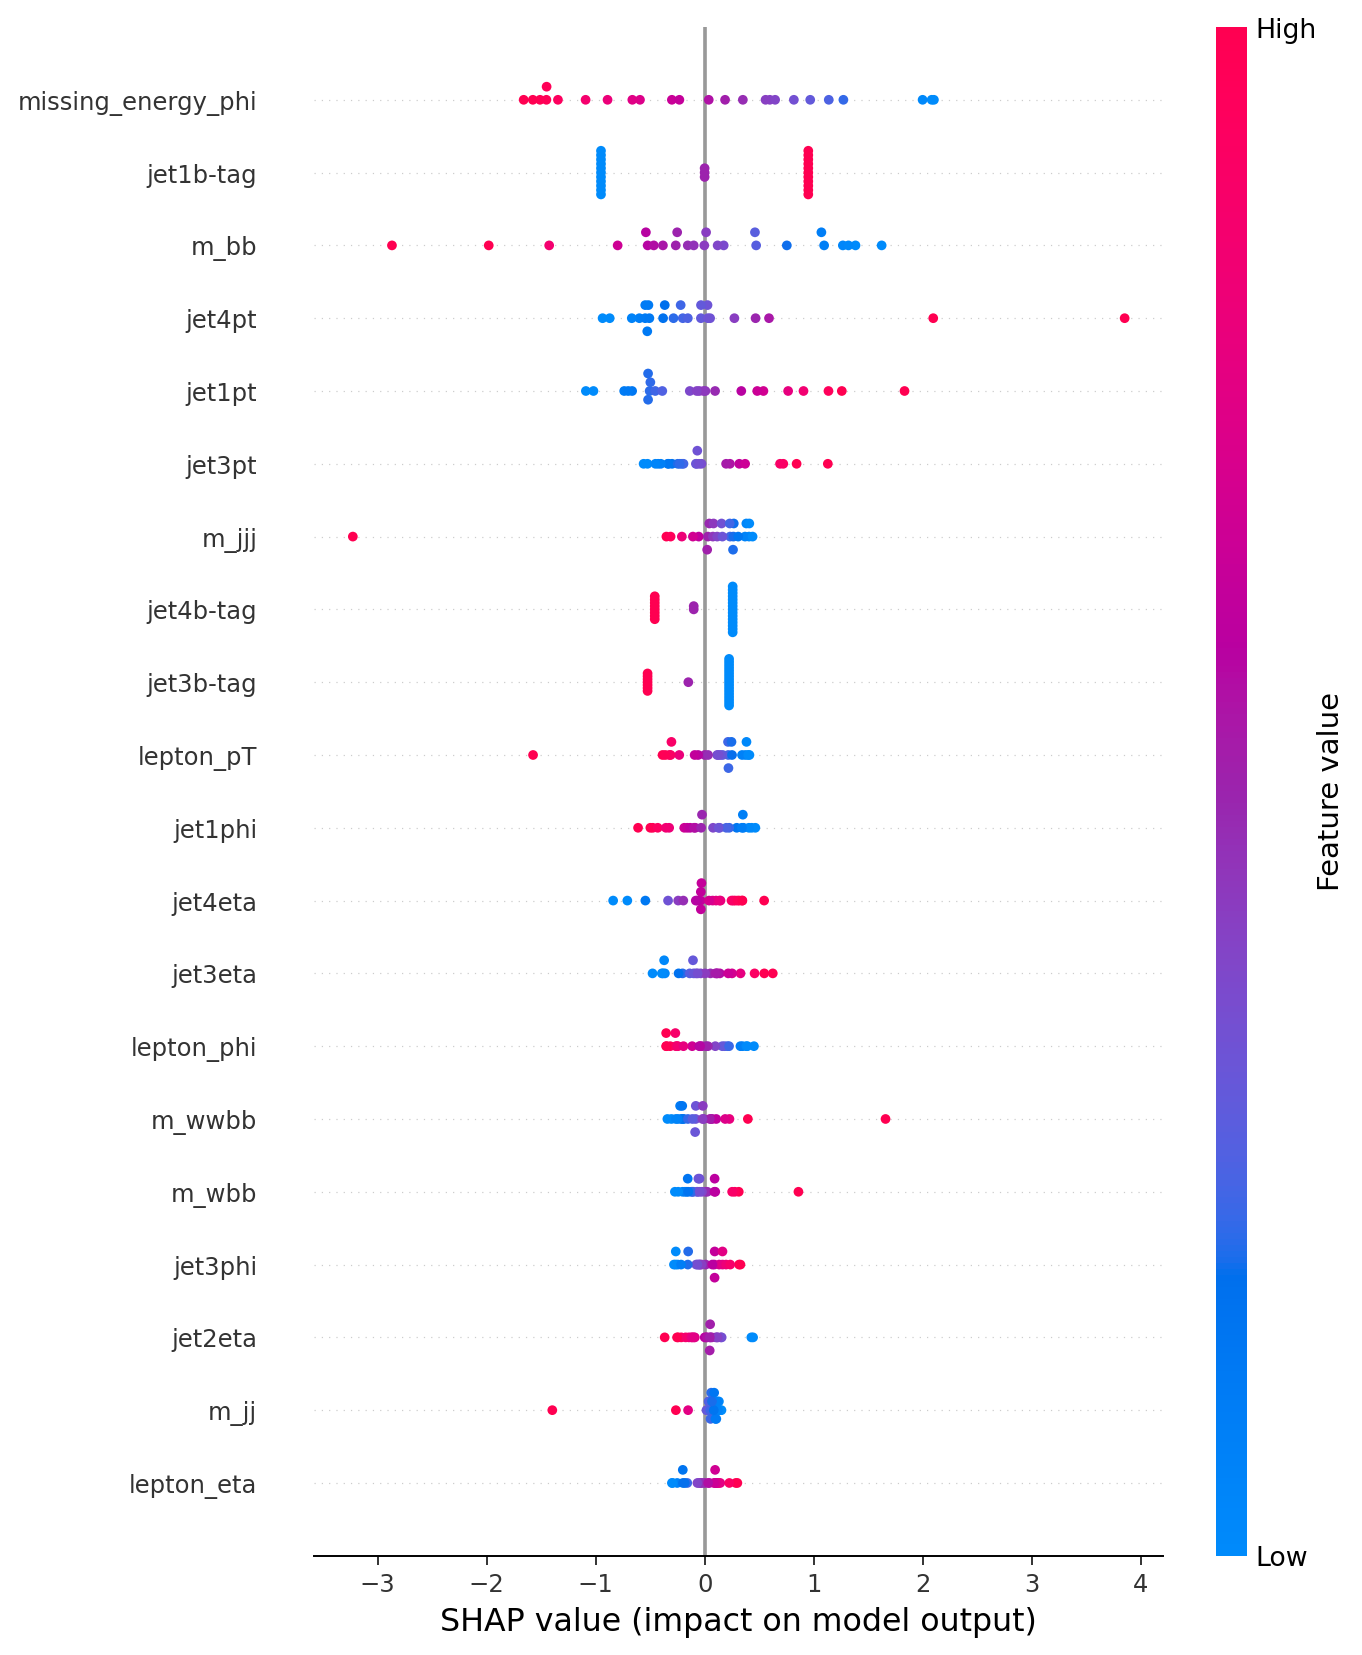 High
missing_energy_phi
jet1b-tag
m_bb
jet4pt
jet1pt
jet3pt
m_jjj
jet4b-tag
jet3b-tag
lepton_pT
jet1phi
jet4eta
jet3eta
lepton_phi
m_wwbb
m_wbb
jet3phi
jet2eta
m_jj
lepton_eta
Feature value
Low
−3 −2 −1 0 1 2 3 4
SHAP value (impact on model output)